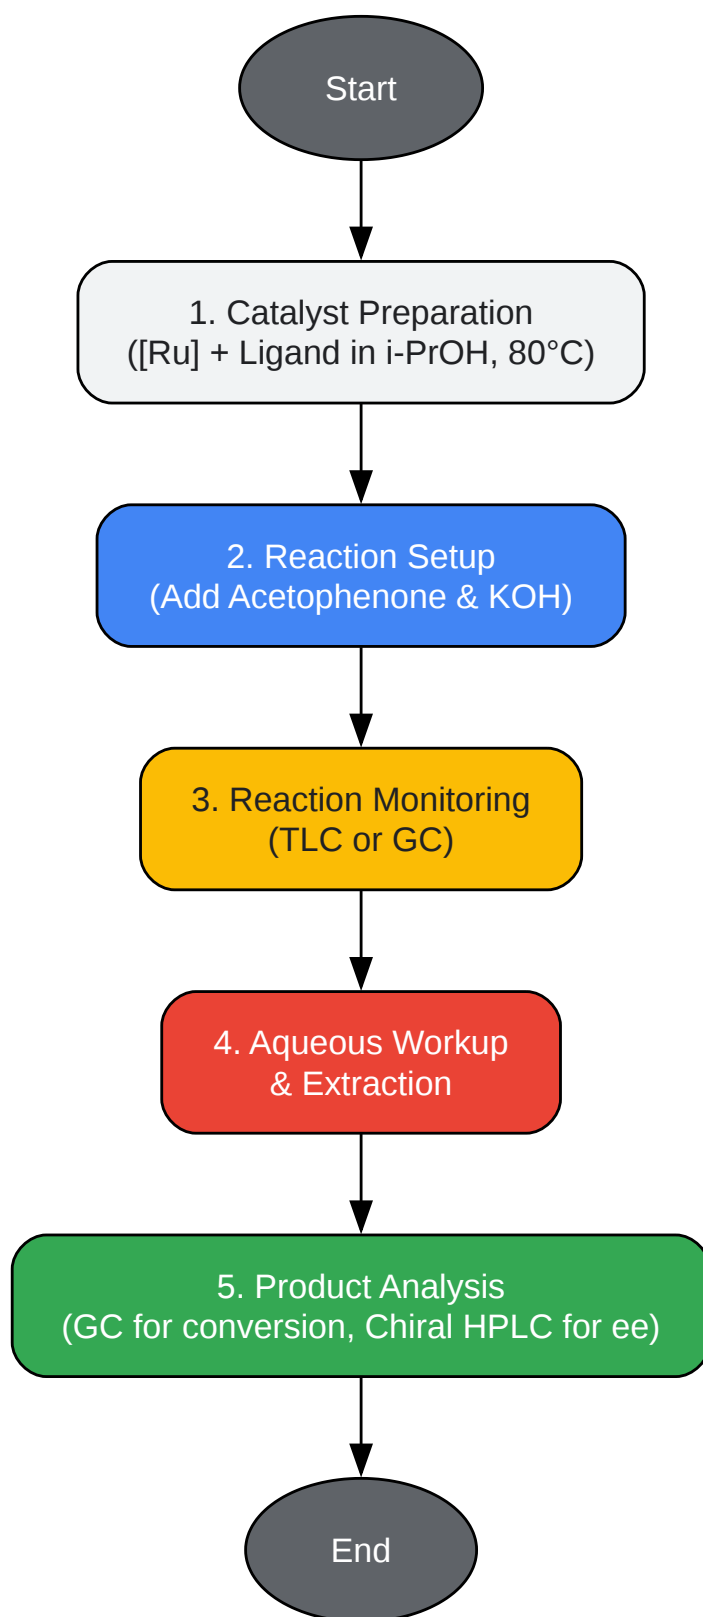 Start
1. Catalyst Preparation
([Ru] + Ligand in i-PrOH, 80°C)
2. Reaction Setup
(Add Acetophenone & KOH)
3. Reaction Monitoring
(TLC or GC)
4. Aqueous Workup
& Extraction
5. Product Analysis
(GC for conversion, Chiral HPLC for ee)
End